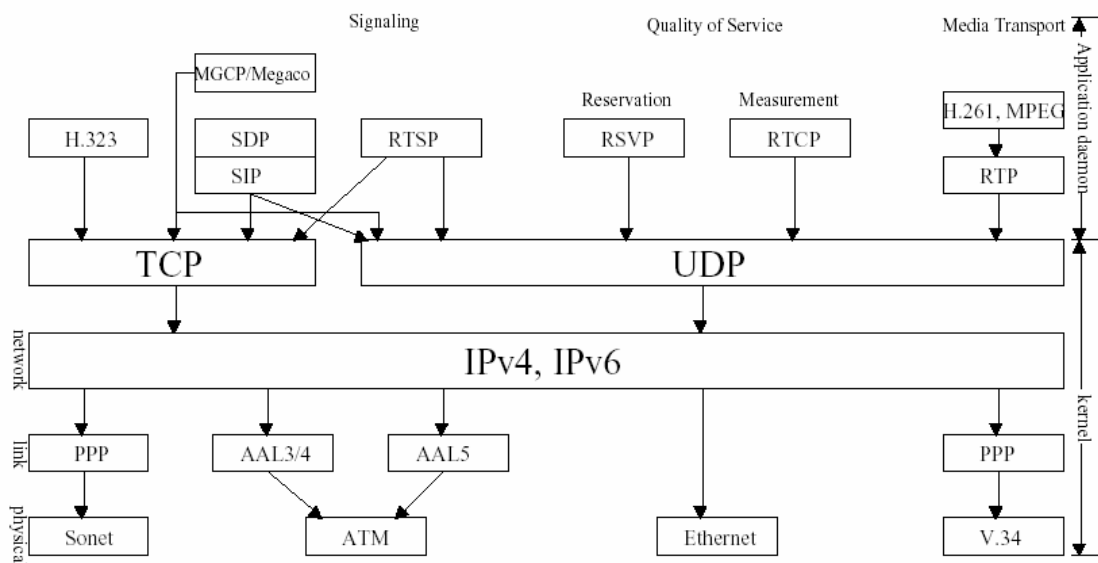 Signaling
Quality of Service
Media Transport
MGCP/Megaco
Reservation
Measurement
H.261, MPEG
H.323
SDP
RTSP
RSVP
RTCP
SIP
RTP
Application daemon
TCP
UDP
network
IPv4, IPv6
kernel
link
PPP
AAL3/4
AAL5
PPP
physica
Sonet
ATM
Ethernet
V.34